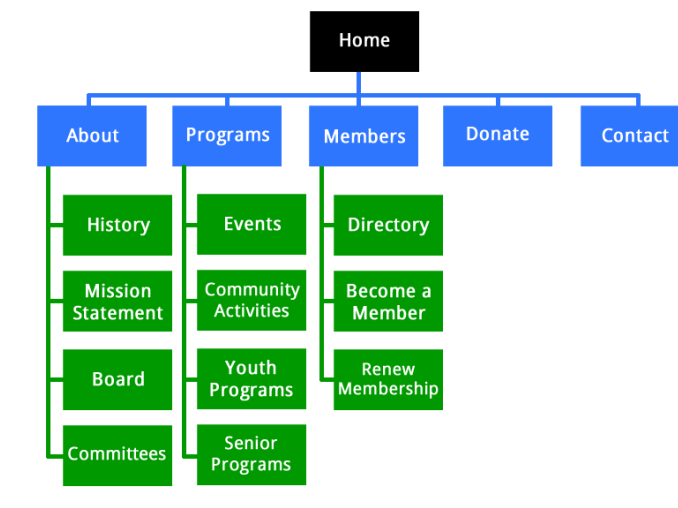 Home
About
Programs
Members
Donate
Contact
History
Events
Directory
Mission
Statement
Community
Activities
Become a
Member
Board
Youth
Programs
Renew
Membership
Committees
Senior
Programs